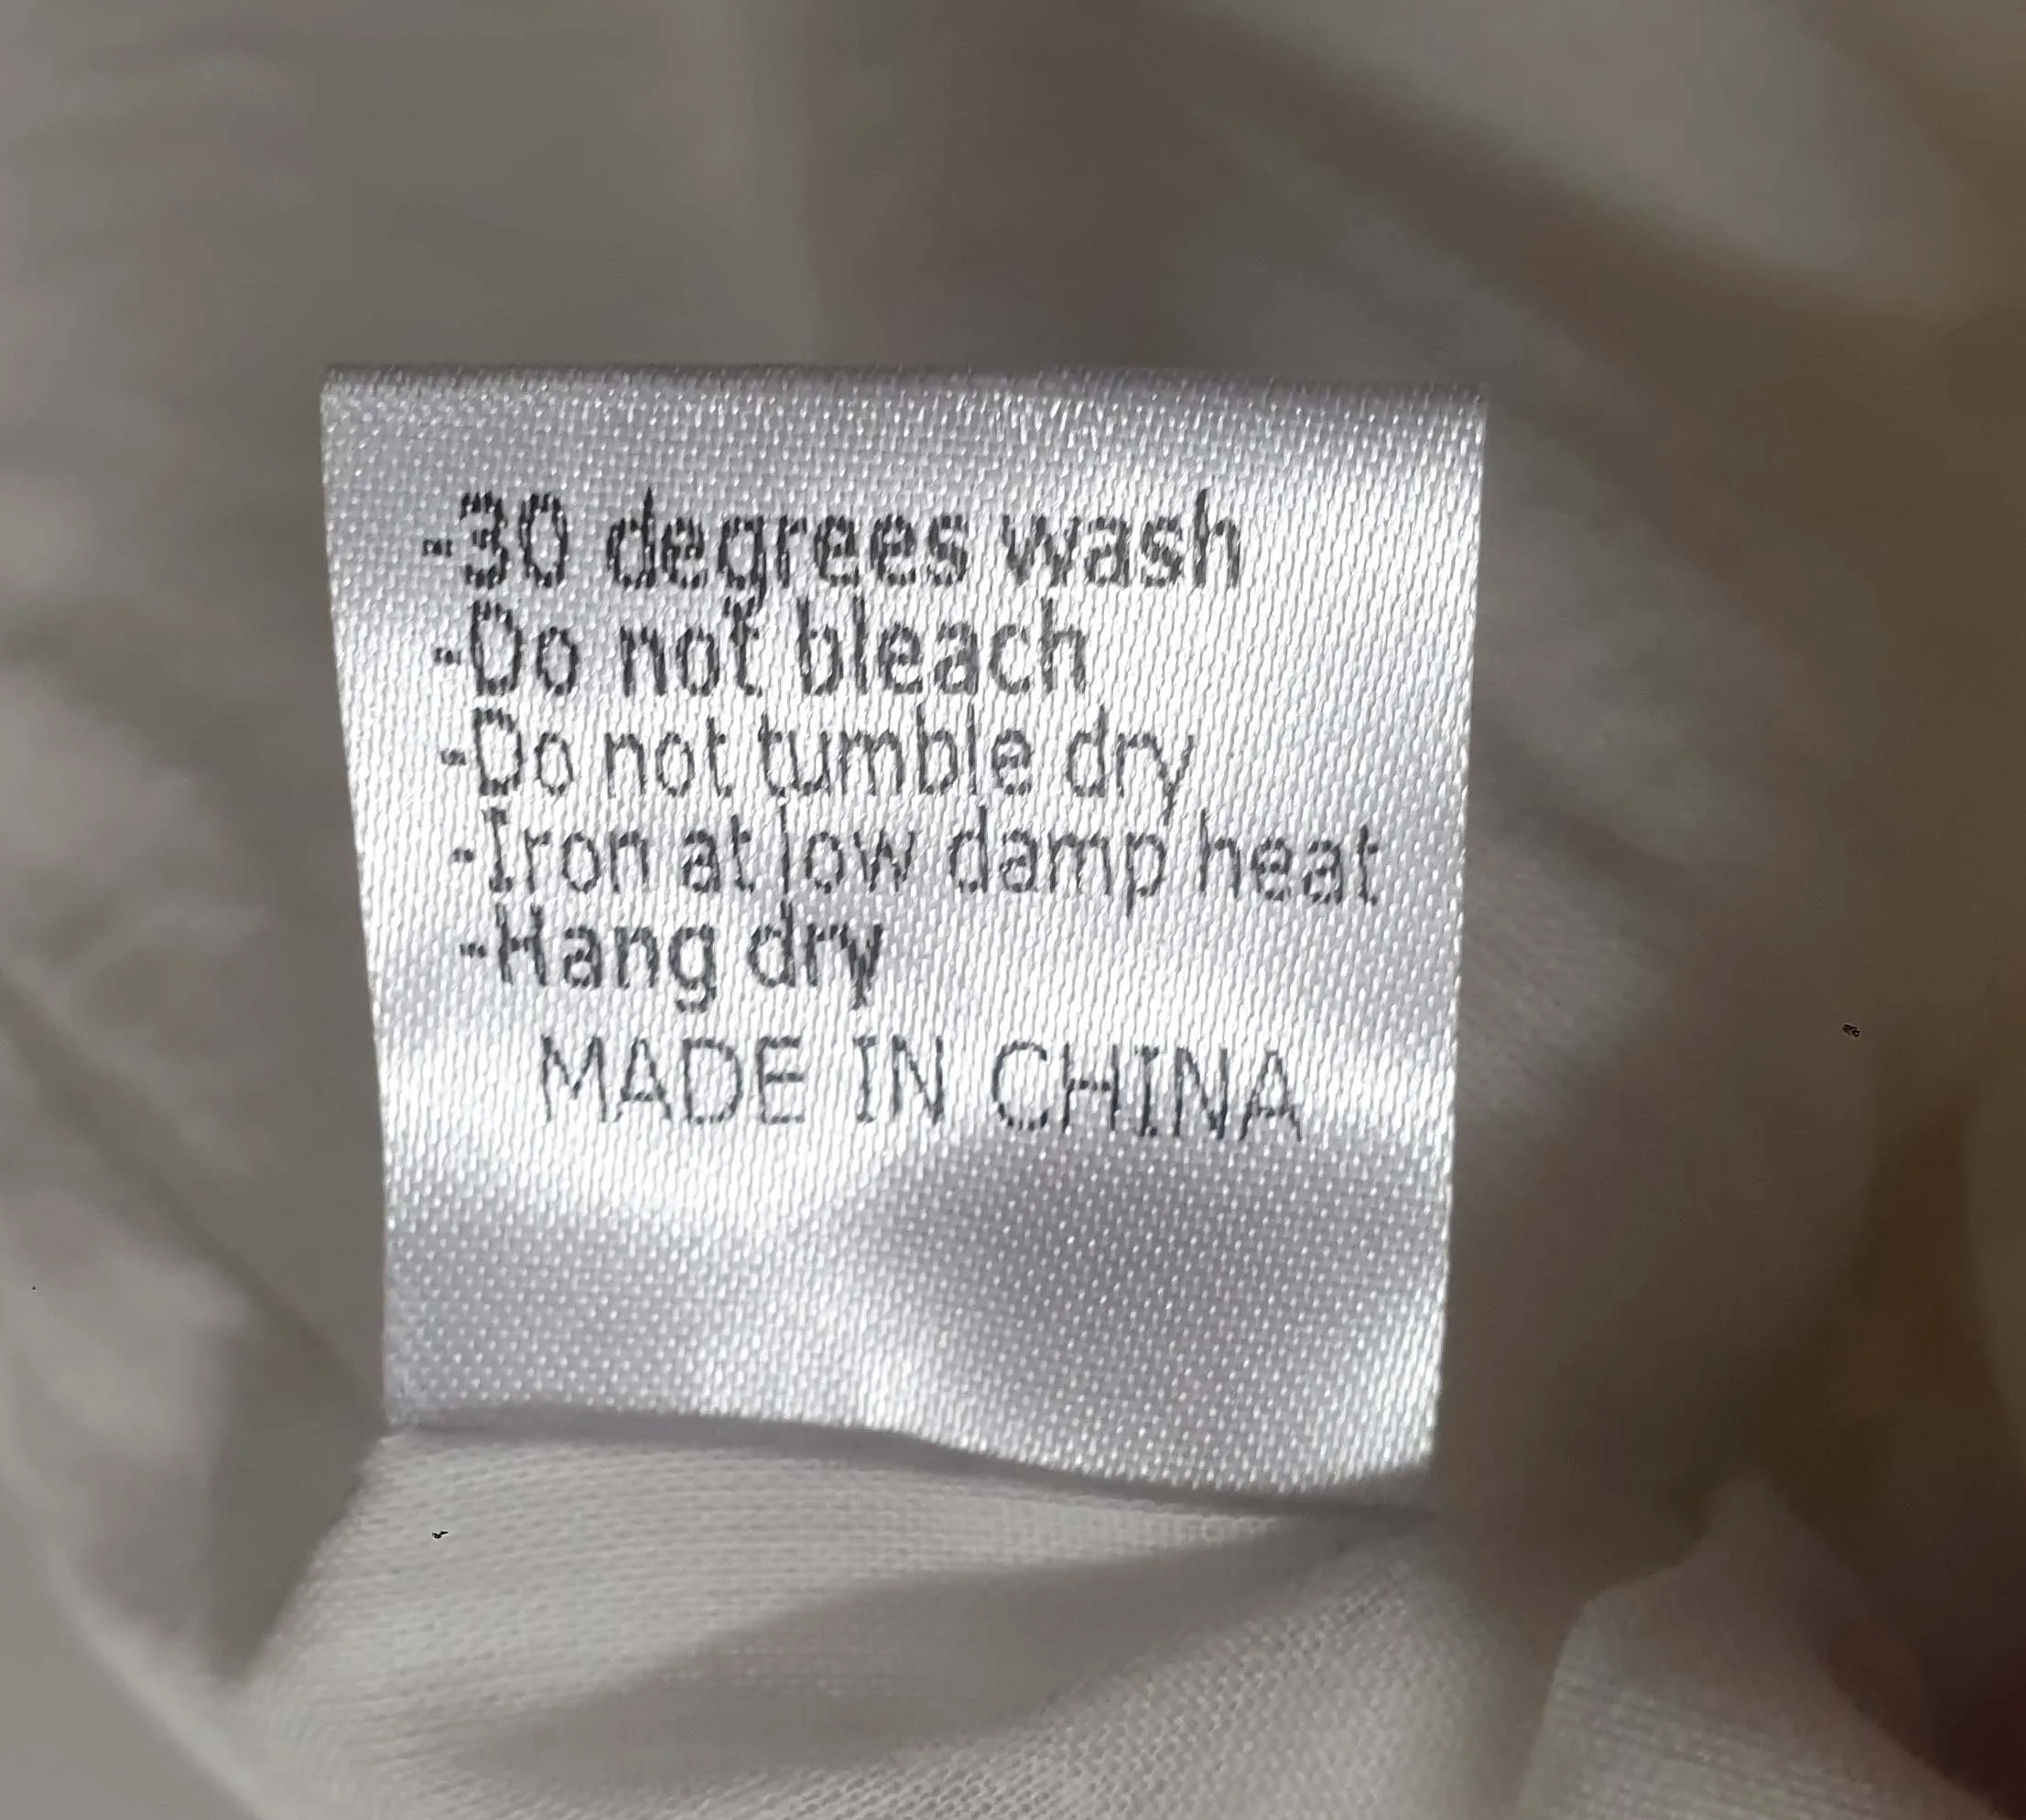 -30 degrees wash
-Do not bleach
-Do not tumble dry
-Iron at low damp heat
-Hang dry
MADE IN CHINA